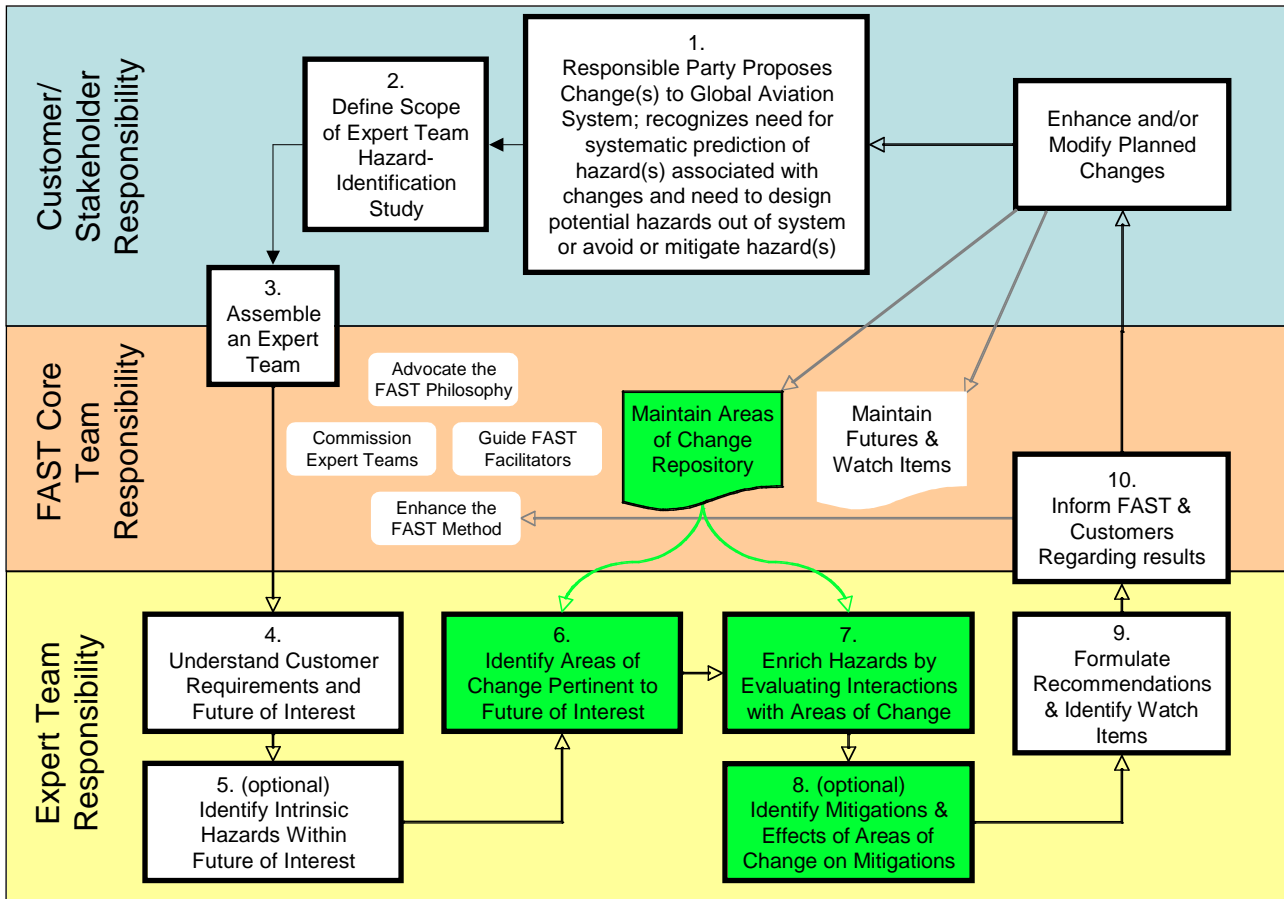 Customer/
Stakeholder
Responsibility
1.
Responsible Party Proposes
Change(s) to Global Aviation
System; recognizes need for
systematic prediction of
hazard(s) associated with
changes and need to design
potential hazards out of system
or avoid or mitigate hazard(s)
2.
Define Scope
of Expert Team
Hazard-
Identification
Study
Enhance and/or
Modify Planned
Changes
3.
Assemble
an Expert
Team
FAST Core
Team
Responsibility
Advocate the
FAST Philosophy
Commission
Expert Teams
Guide FAST
Facilitators
Enhance the
FAST Method
Maintain Areas
of Change
Repository
Maintain
Futures &
Watch Items
10.
Inform FAST &
Customers
Regarding results
Expert Team
Responsibility
4.
Understand Customer
Requirements and
Future of Interest
5. (optional)
Identify Intrinsic
Hazards Within
Future of Interest
6.
Identify Areas of
Change Pertinent to
Future of Interest
7.
Enrich Hazards by
Evaluating Interactions
with Areas of Change
8. (optional)
Identify Mitigations &
Effects of Areas of
Change on Mitigations
9.
Formulate
Recommendations
& Identify Watch
Items